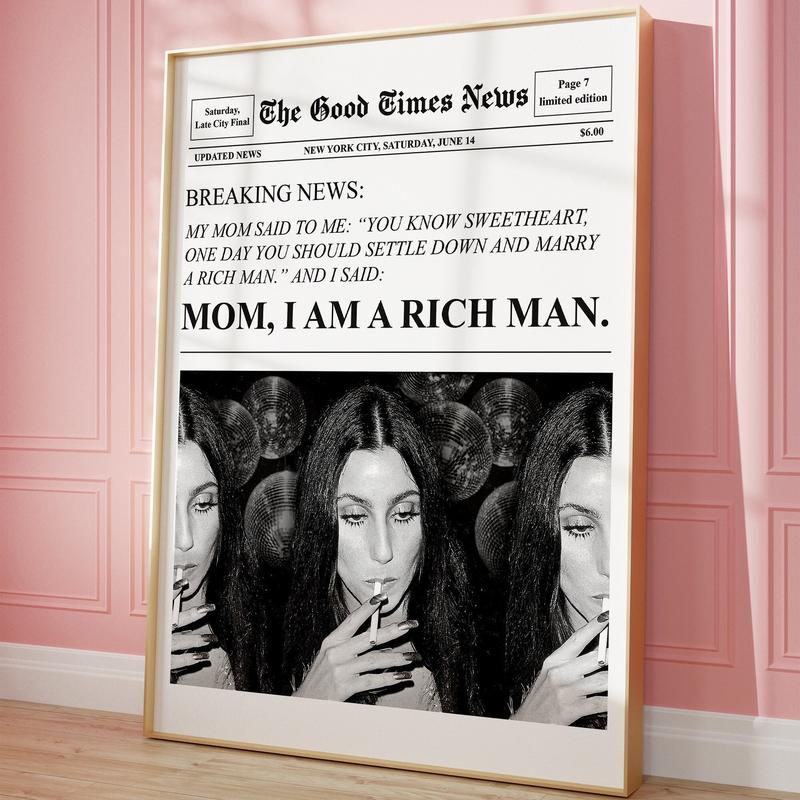 Saturday,
Late City Final
The Good Times News
Page 7
limited edition
UPDATED NEWS
NEW YORK CITY, SATURDAY, JUNE 14
$6.00
BREAKING NEWS:
MY MOM SAID TO ME: “YOU KNOW SWEETHEART,
ONE DAY YOU SHOULD SETTLE DOWN AND MARRY
A RICH MAN.” AND I SAID:
MOM, I AM A RICH MAN.